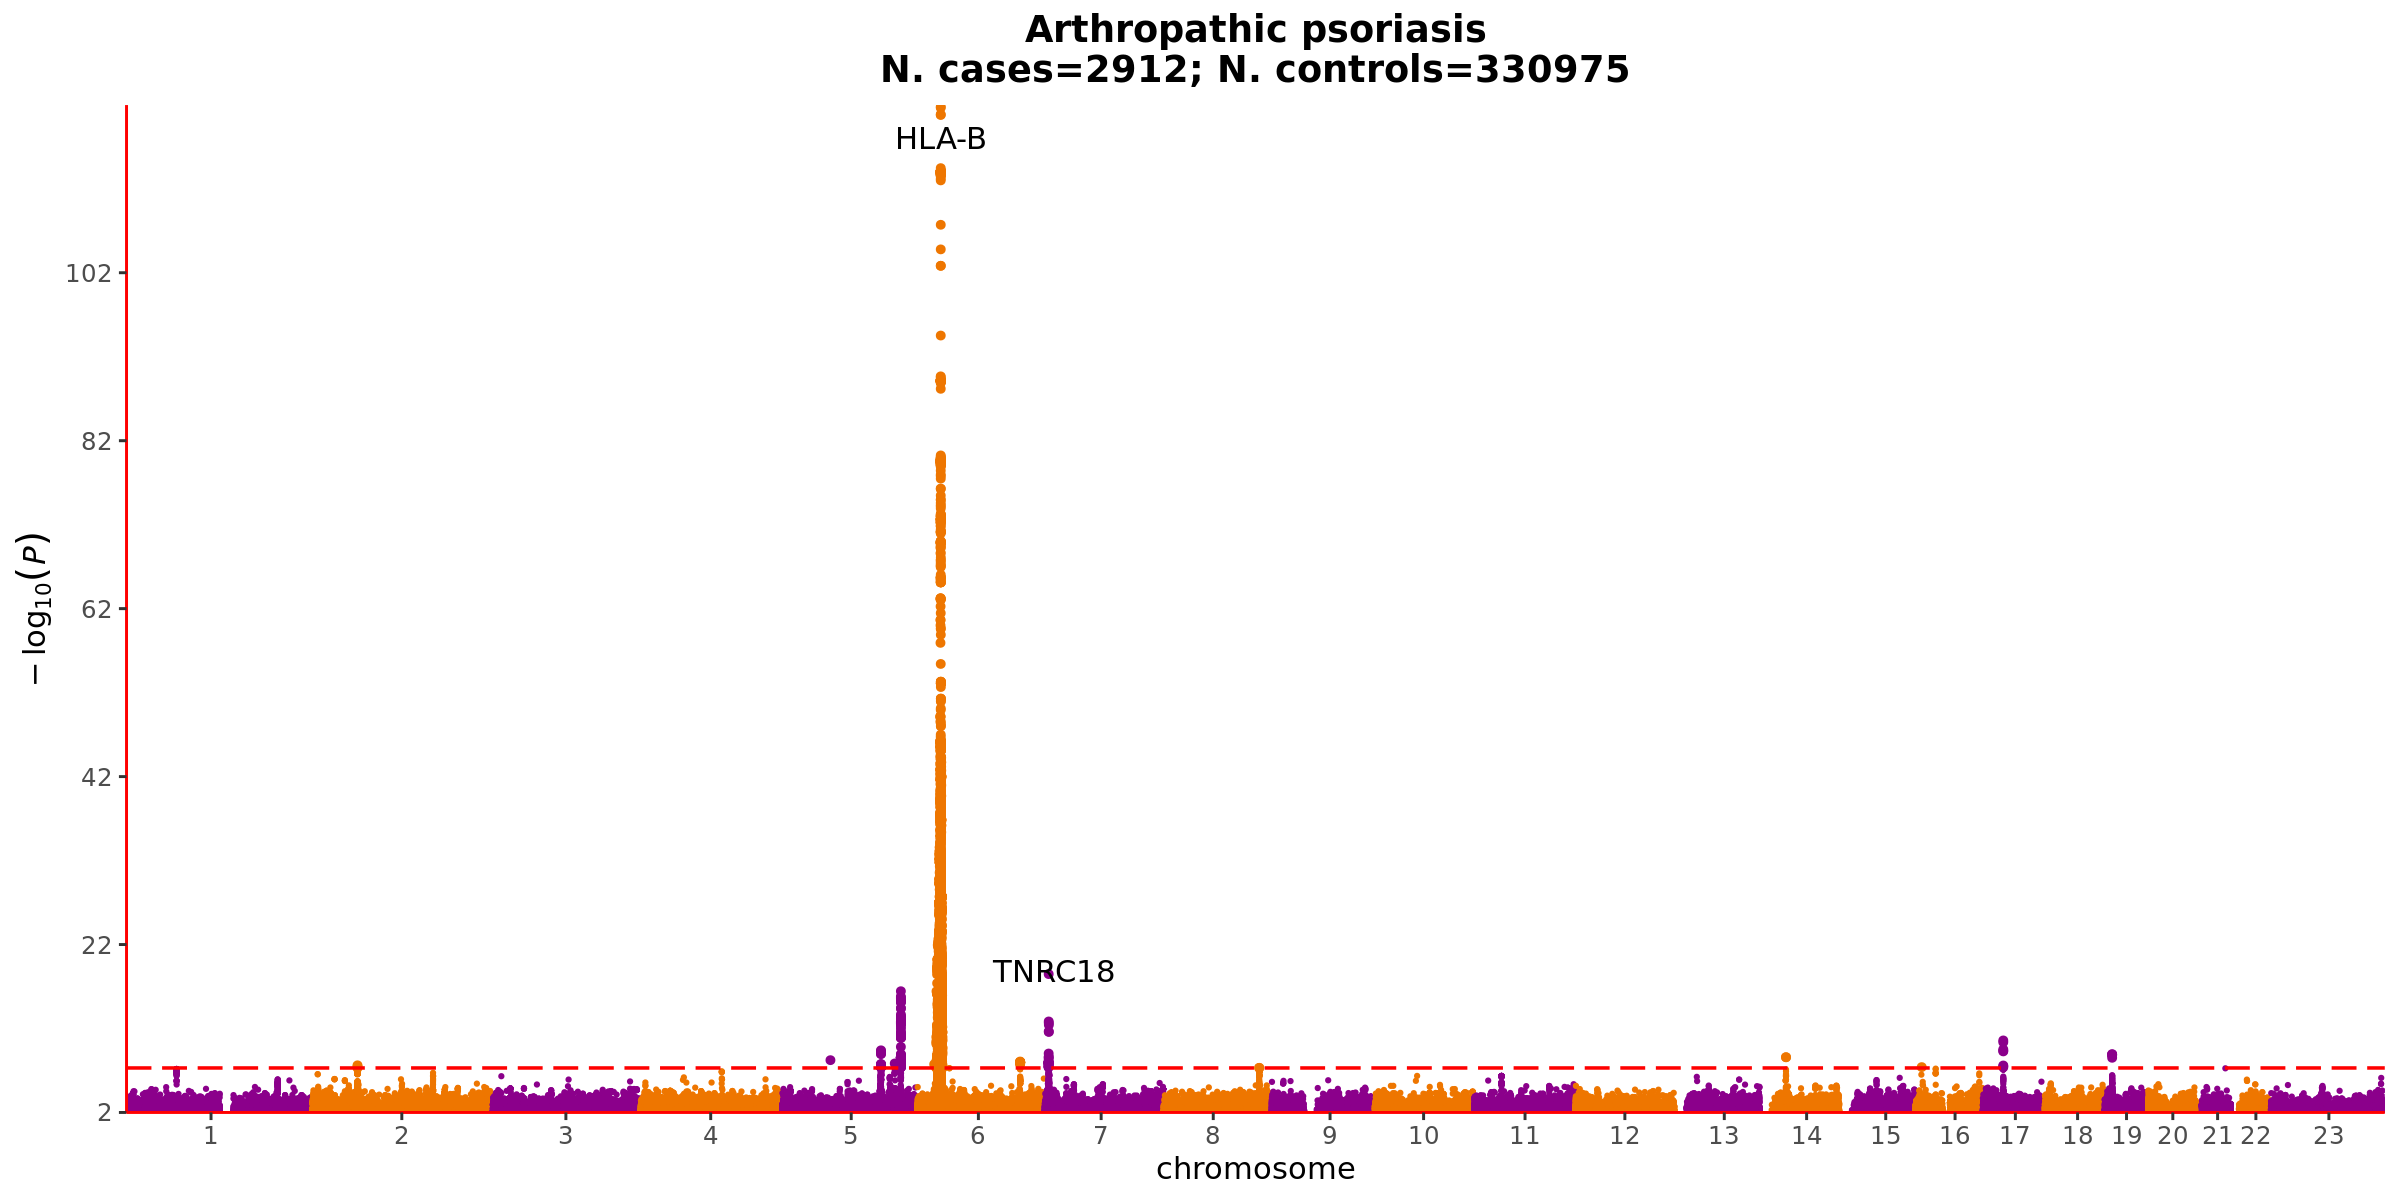 Arthropathic psoriasis
N. cases=2912; N. controls=330975
HLA-B
102
82
− log₁₀(P)
62
42
22
TNRC18
2
1 2 3 4 5 6 7 8 9 10 11 12 13 14 15 16 17 18 19 20 21 22 23
chromosome